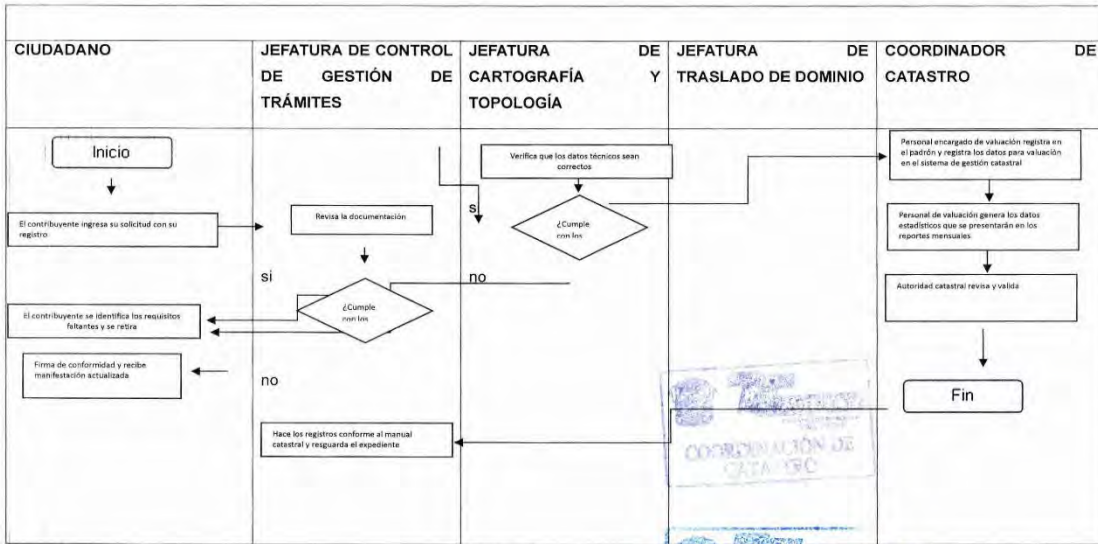 CIUDADANO
JEFATURA DE CONTROL
DE GESTIÓN DE
TRÁMITES
JEFATURA DE
CARTOGRAFÍA Y
TOPOLOGÍA
JEFATURA DE
TRASLADO DE DOMINIO
COORDINADOR DE
CATASTRO
Inicio
El contribuyente ingresa su solicitud con su
registro
El contribuyente se identifica los requisitos
faltantes y se retira
Firma de conformidad y recibe
manifestación actualizada
Revisa la documentación
si
¿Cumple
con los
no
Hace los registros conforme al manual
catastral y resguarda el expediente
Verifica que los datos técnicos sean
correctos
s
¿Cumple
con los
no
Personal encargado de valuación registra en
el padrón y registra los datos para valuación
en el sistema de gestión catastral
Personal de valuación genera los datos
estadísticos que se presentarán en los
reportes mensuales
Autoridad catastral revisa y valida
Fin
COORDINACIÓN DE